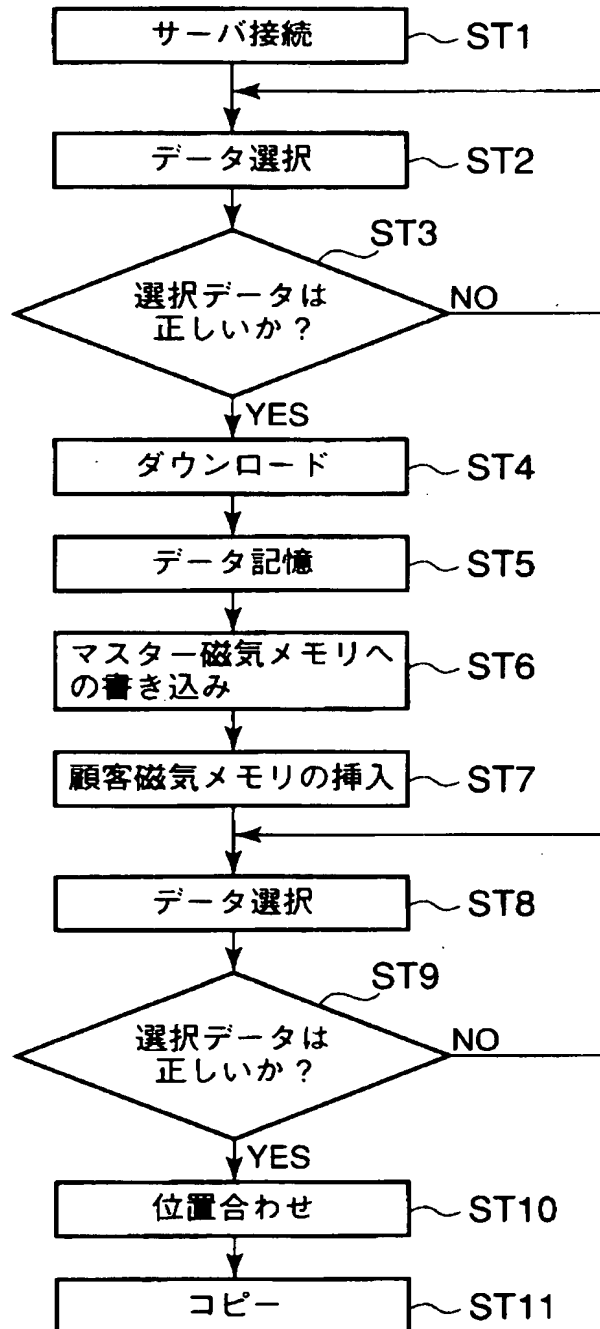 サーバ接続 ST1
データ選択 ST2
ST3
選択データは
正しいか？
NO
YES
ダウンロード ST4
データ記憶 ST5
マスター磁気メモリへ
の書き込み
ST6
顧客磁気メモリの挿入 ST7
データ選択 ST8
ST9
選択データは
正しいか？
NO
YES
位置合わせ ST10
コピー ST11